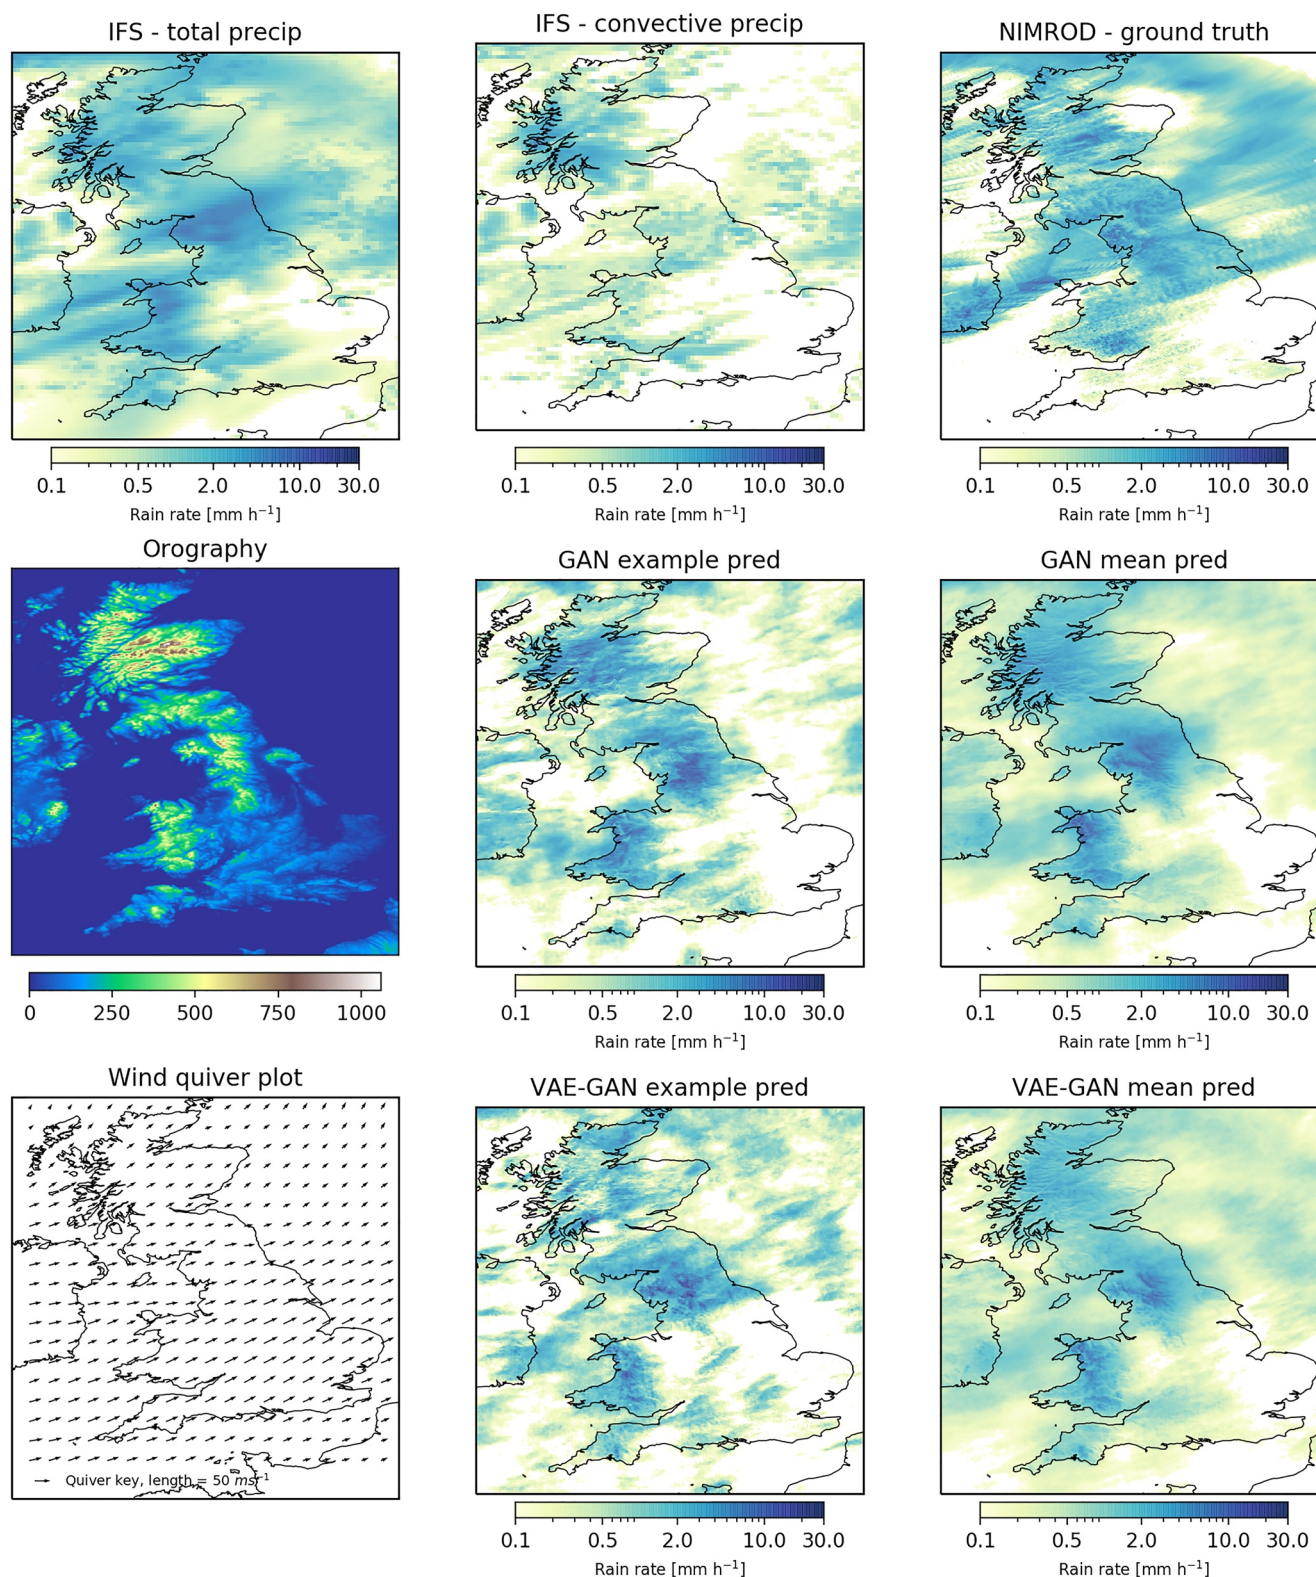 IFS - total precip
IFS - convective precip
NIMROD - ground truth
0.1 0.5 2.0 10.0 30.0
Rain rate [mm h⁻¹]
0.1 0.5 2.0 10.0 30.0
Rain rate [mm h⁻¹]
0.1 0.5 2.0 10.0 30.0
Rain rate [mm h⁻¹]
Orography
GAN example pred
GAN mean pred
0 250 500 750 1000
0.1 0.5 2.0 10.0 30.0
Rain rate [mm h⁻¹]
0.1 0.5 2.0 10.0 30.0
Rain rate [mm h⁻¹]
Wind quiver plot
VAE-GAN example pred
VAE-GAN mean pred
Quiver key, length = 50 ms⁻¹
0.1 0.5 2.0 10.0 30.0
Rain rate [mm h⁻¹]
0.1 0.5 2.0 10.0 30.0
Rain rate [mm h⁻¹]